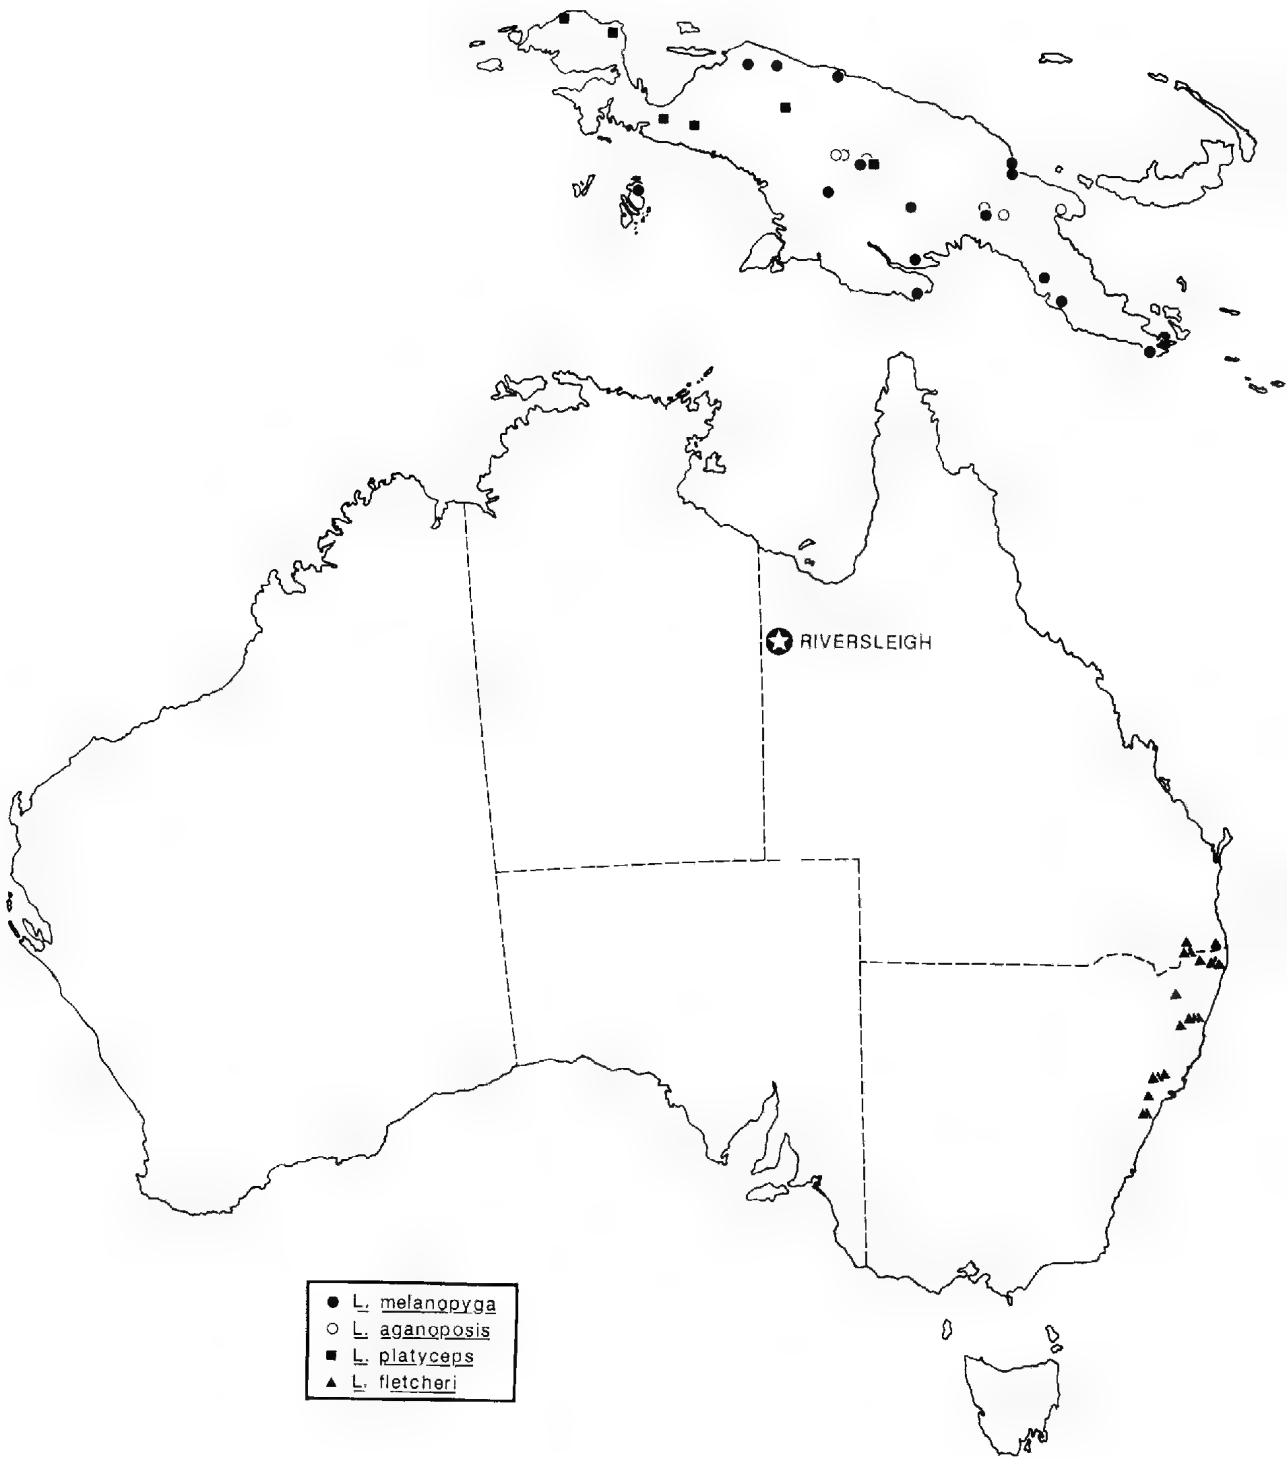 RIVERSLEIGH
L. melanopyga
L. aganoposis
L. platyceps
L. fletcheri